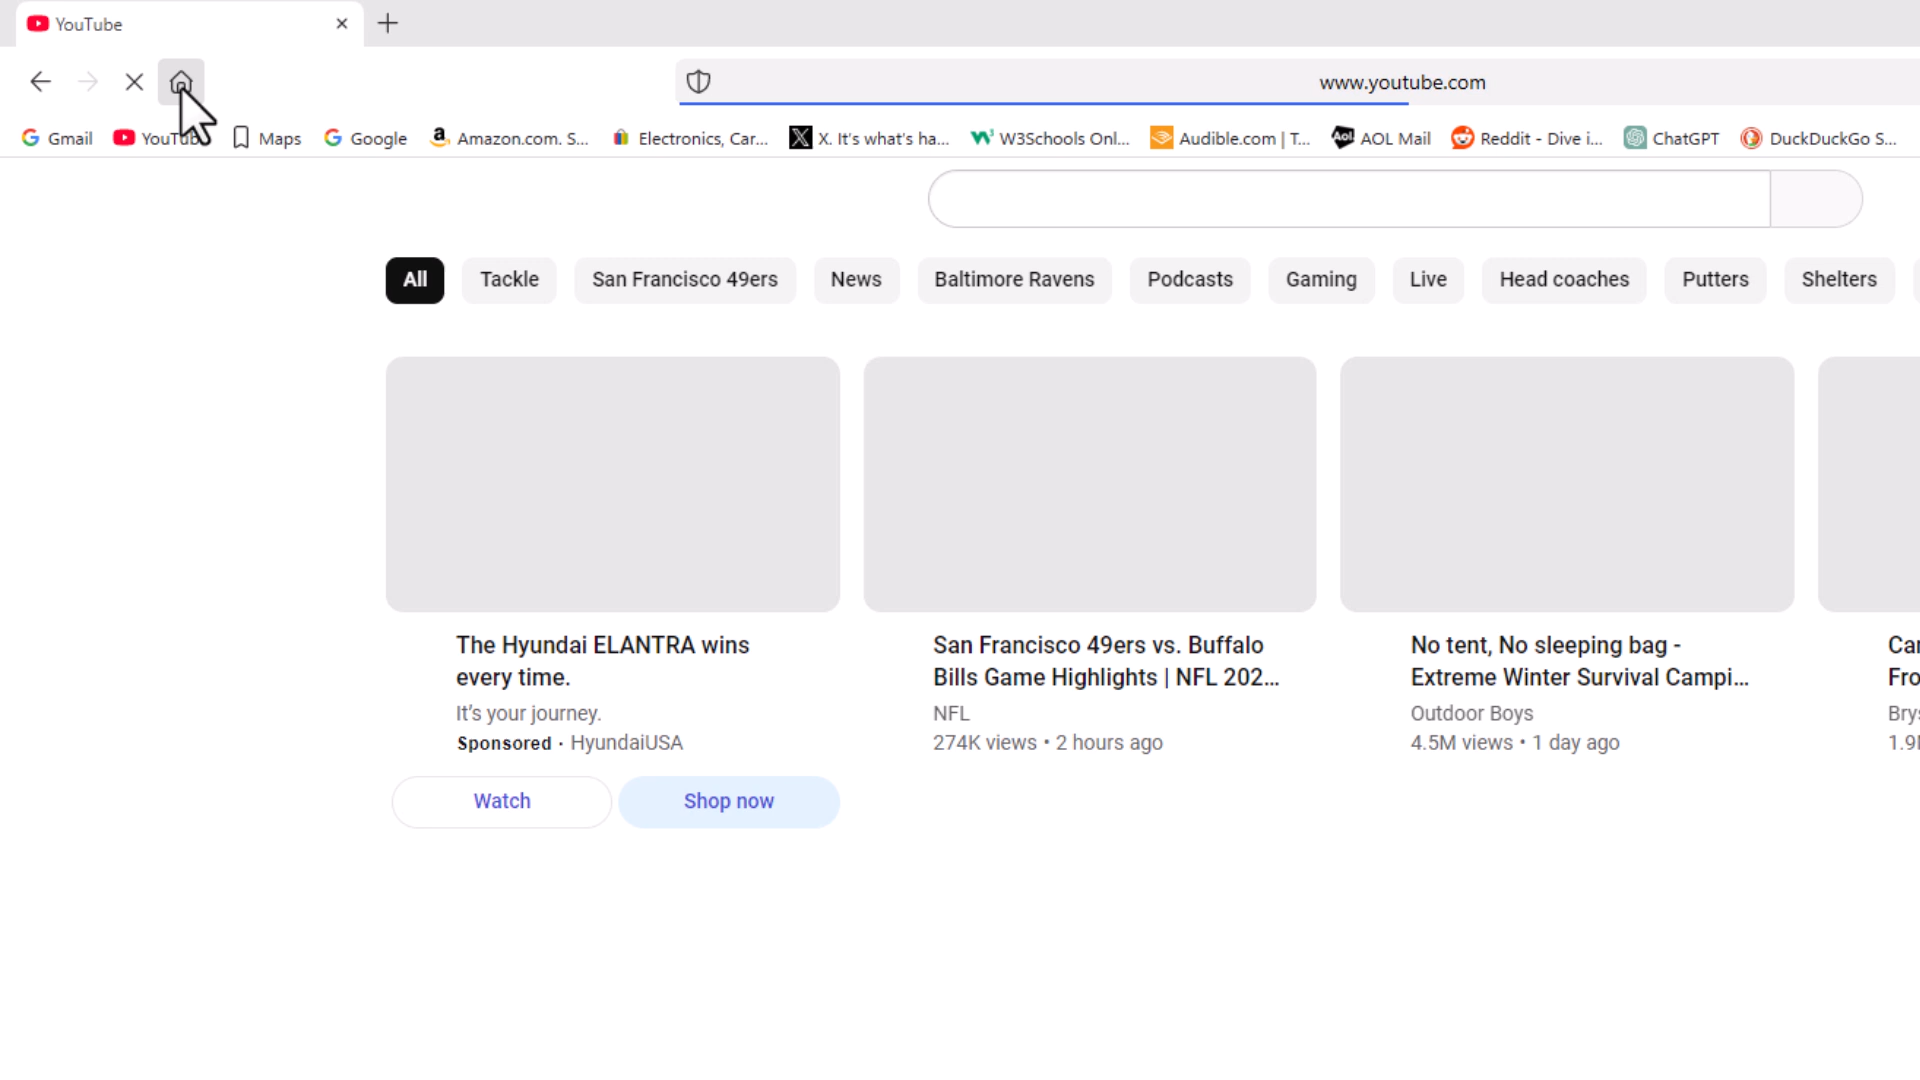 YouTube
www.youtube.com
Gmail YouTube Maps Google Amazon.com. S... Electronics, Car... X. It's what's ha... W3Schools Onl... Audible.com | T... AOL Mail Reddit - Dive i... ChatGPT DuckDuckGo S...
All Tackle San Francisco 49ers News Baltimore Ravens Podcasts Gaming Live Head coaches Putters Shelters
The Hyundai ELANTRA wins
every time.
It's your journey.
Sponsored · HyundaiUSA
Watch Shop now
San Francisco 49ers vs. Buffalo
Bills Game Highlights | NFL 202...
NFL
274K views • 2 hours ago
No tent, No sleeping bag -
Extreme Winter Survival Campi...
Outdoor Boys
4.5M views • 1 day ago